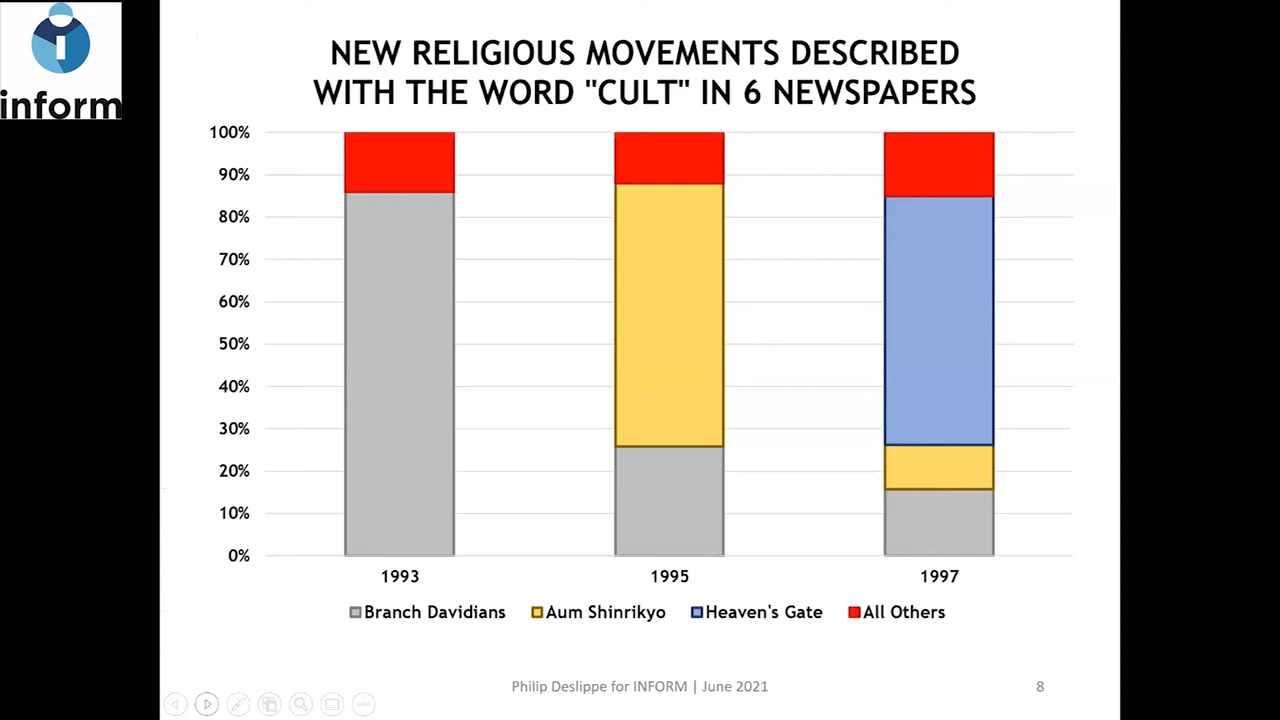 inform
NEW RELIGIOUS MOVEMENTS DESCRIBED
WITH THE WORD "CULT" IN 6 NEWSPAPERS
100%
90%
80%
70%
60%
50%
40%
30%
20%
10%
0%
1993 1995 1997
Branch Davidians Aum Shinrikyo Heaven's Gate All Others
Philip Deslippe for INFORM | June 2021 8